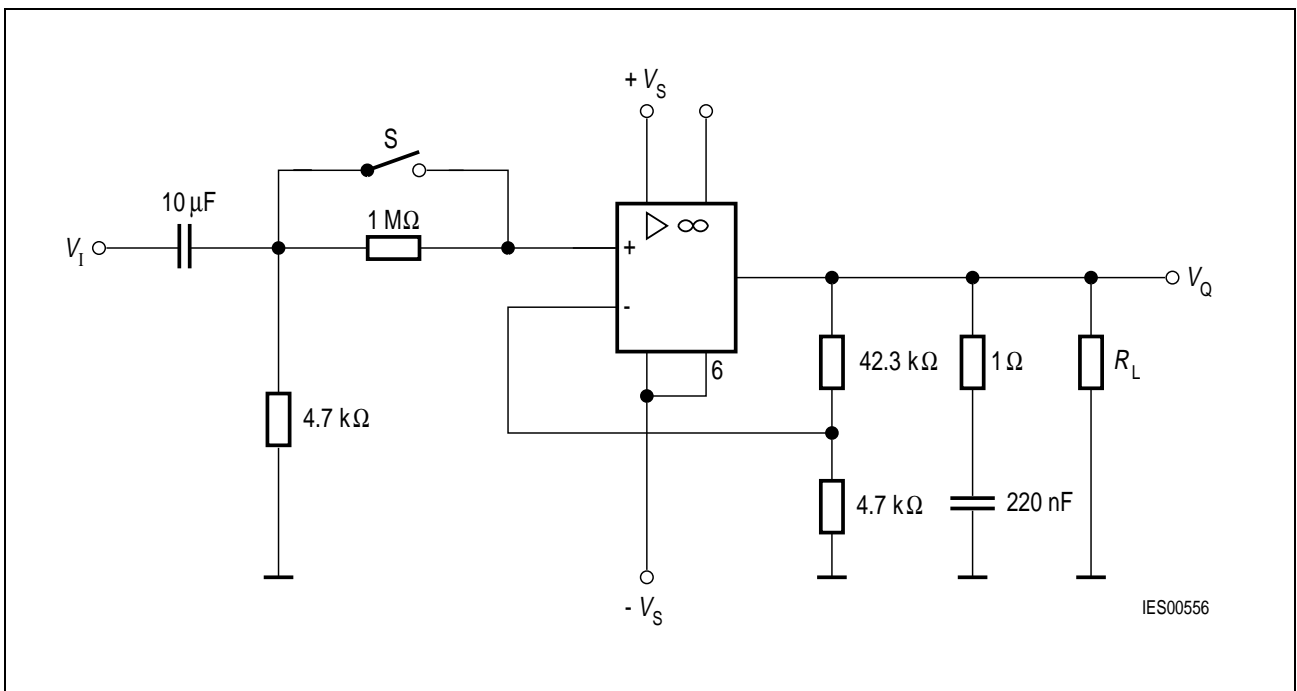 + V_S
S
10 μF
1 MΩ
V_I
+
∞
-
6
V_Q
42.3 kΩ
1 Ω
R_L
4.7 kΩ
4.7 kΩ
220 nF
- V_S
IES00556